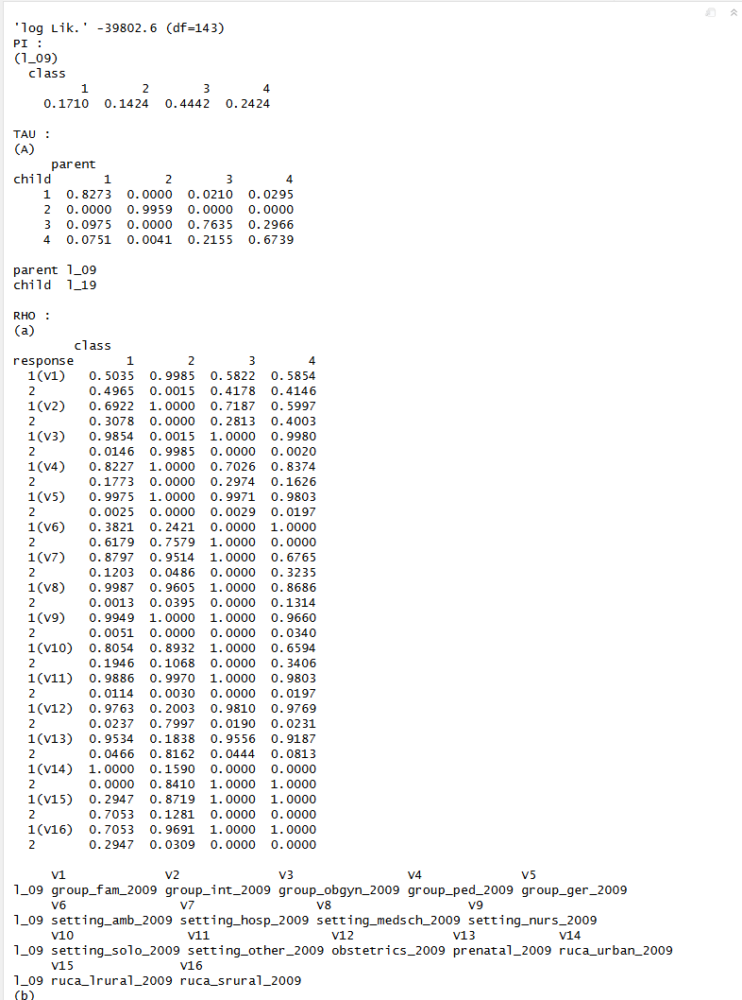 'log Lik.' -39802.6 (df=143)
PI :
(l_09)
  class
         1       2       3       4
    0.1710  0.1424  0.4442  0.2424

TAU :
(A)
     parent
child       1       2       3       4
    1  0.8273  0.0000  0.0210  0.0295
    2  0.0000  0.9959  0.0000  0.0000
    3  0.0975  0.0000  0.7635  0.2966
    4  0.0751  0.0041  0.2155  0.6739

parent l_09
child  l_19

RHO :
(a)
        class
response       1       2       3       4
  1(V1)   0.5035  0.9985  0.5822  0.5854
  2       0.4965  0.0015  0.4178  0.4146
  1(V2)   0.6922  1.0000  0.7187  0.5997
  2       0.3078  0.0000  0.2813  0.4003
  1(V3)   0.9854  0.0015  1.0000  0.9980
  2       0.0146  0.9985  0.0000  0.0020
  1(V4)   0.8227  1.0000  0.7026  0.8374
  2       0.1773  0.0000  0.2974  0.1626
  1(V5)   0.9975  1.0000  0.9971  0.9803
  2       0.0025  0.0000  0.0029  0.0197
  1(V6)   0.3821  0.2421  0.0000  1.0000
  2       0.6179  0.7579  1.0000  0.0000
  1(V7)   0.8797  0.9514  1.0000  0.6765
  2       0.1203  0.0486  0.0000  0.3235
  1(V8)   0.9987  0.9605  1.0000  0.8686
  2       0.0013  0.0395  0.0000  0.1314
  1(V9)   0.9949  1.0000  1.0000  0.9660
  2       0.0051  0.0000  0.0000  0.0340
  1(V10)  0.8054  0.8932  1.0000  0.6594
  2       0.1946  0.1068  0.0000  0.3406
  1(V11)  0.9886  0.9970  1.0000  0.9803
  2       0.0114  0.0030  0.0000  0.0197
  1(V12)  0.9763  0.2003  0.9810  0.9769
  2       0.0237  0.7997  0.0190  0.0231
  1(V13)  0.9534  0.1838  0.9556  0.9187
  2       0.0466  0.8162  0.0444  0.0813
  1(V14)  1.0000  0.1590  0.0000  0.0000
  2       0.0000  0.8410  1.0000  1.0000
  1(V15)  0.2947  0.8719  1.0000  1.0000
  2       0.7053  0.1281  0.0000  0.0000
  1(V16)  0.7053  0.9691  1.0000  1.0000
  2       0.2947  0.0309  0.0000  0.0000

     V1             V2             V3               V4             V5
l_09 group_fam_2009 group_int_2009 group_obgyn_2009 group_ped_2009 group_ger_2009
     V6               V7                V8                  V9
l_09 setting_amb_2009 setting_hosp_2009 setting_medsch_2009 setting_nurs_2009
     V10               V11                V12             V13           V14
l_09 setting_solo_2009 setting_other_2009 obstetrics_2009 prenatal_2009 ruca_urban_2009
     V15              V16
l_09 ruca_lrural_2009 ruca_srural_2009
(b)